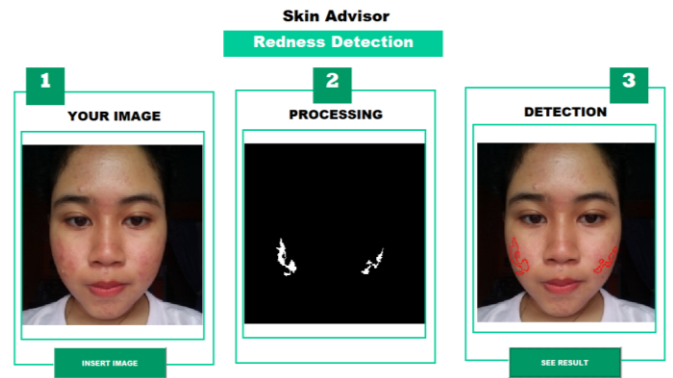 Skin Advisor
Redness Detection
1
2
3
YOUR IMAGE
PROCESSING
DETECTION
INSERT IMAGE
SEE RESULT